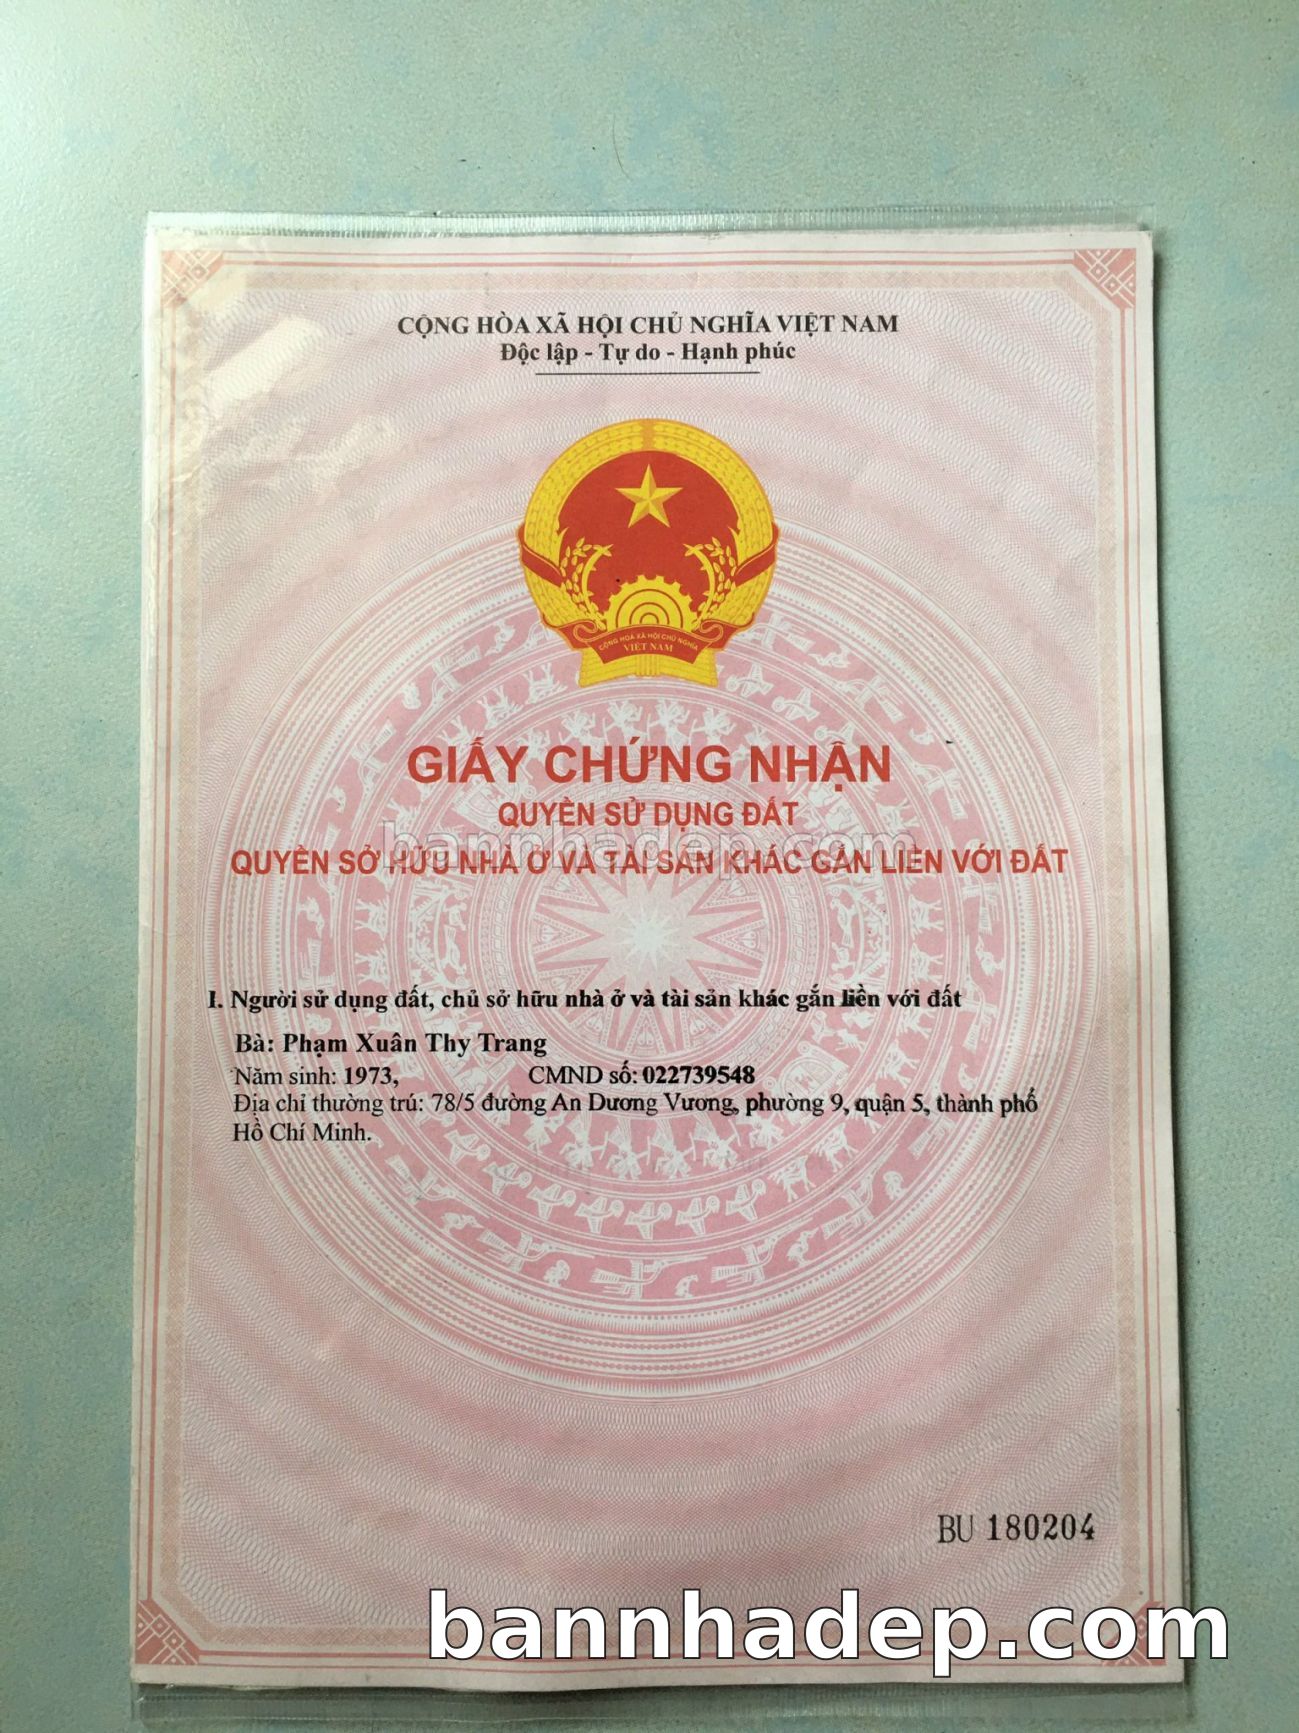 CỘNG HÒA XÃ HỘI CHỦ NGHĨA VIỆT NAM
Độc lập - Tự do - Hạnh phúc
CỘNG HOÀ XÃ HỘI CHỦ NGHĨA
VIỆT NAM
GIẤY CHỨNG NHẬN
QUYỀN SỬ DỤNG ĐẤT
bannhadep.com
QUYỀN SỞ HỮU NHÀ Ở VÀ TÀI SẢN KHÁC GẮN LIỀN VỚI ĐẤT
I. Người sử dụng đất, chủ sở hữu nhà ở và tài sản khác gắn liền với đất
Bà: Phạm Xuân Thy Trang
Năm sinh: 1973, CMND số: 022739548
Địa chỉ thường trú: 78/5 đường An Dương Vương, phường 9, quận 5, thành phố
Hồ Chí Minh.
BU 180204
bannhadep.com